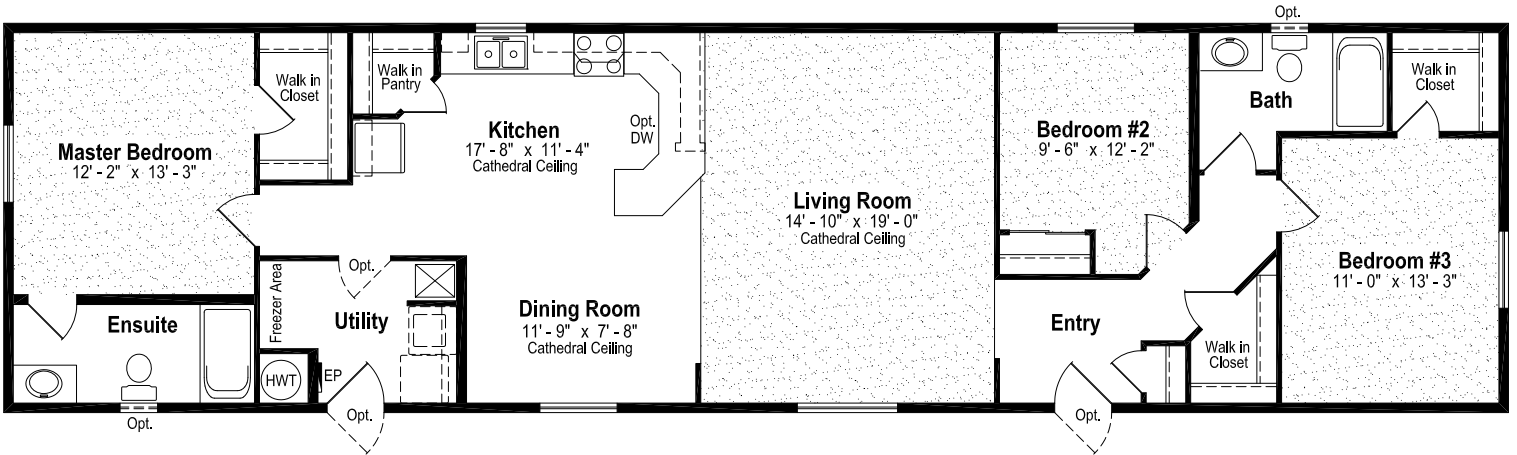 Opt.
Walk in
Closet
Walk in
Pantry
Walk in
Closet
Bath
Kitchen
17' - 8" x 11' - 4"
Cathedral Ceiling
Opt.
DW
Bedroom #2
9' - 6" x 12' - 2"
Master Bedroom
12' - 2" x 13' - 3"
Living Room
14' - 10" x 19' - 0"
Cathedral Ceiling
Bedroom #3
11' - 0" x 13' - 3"
Opt.
Freezer Area
Utility
Ensuite
Dining Room
11' - 9" x 7' - 8"
Cathedral Ceiling
Entry
Walk in
Closet
HWT
EP
Opt.
Opt.
Opt.